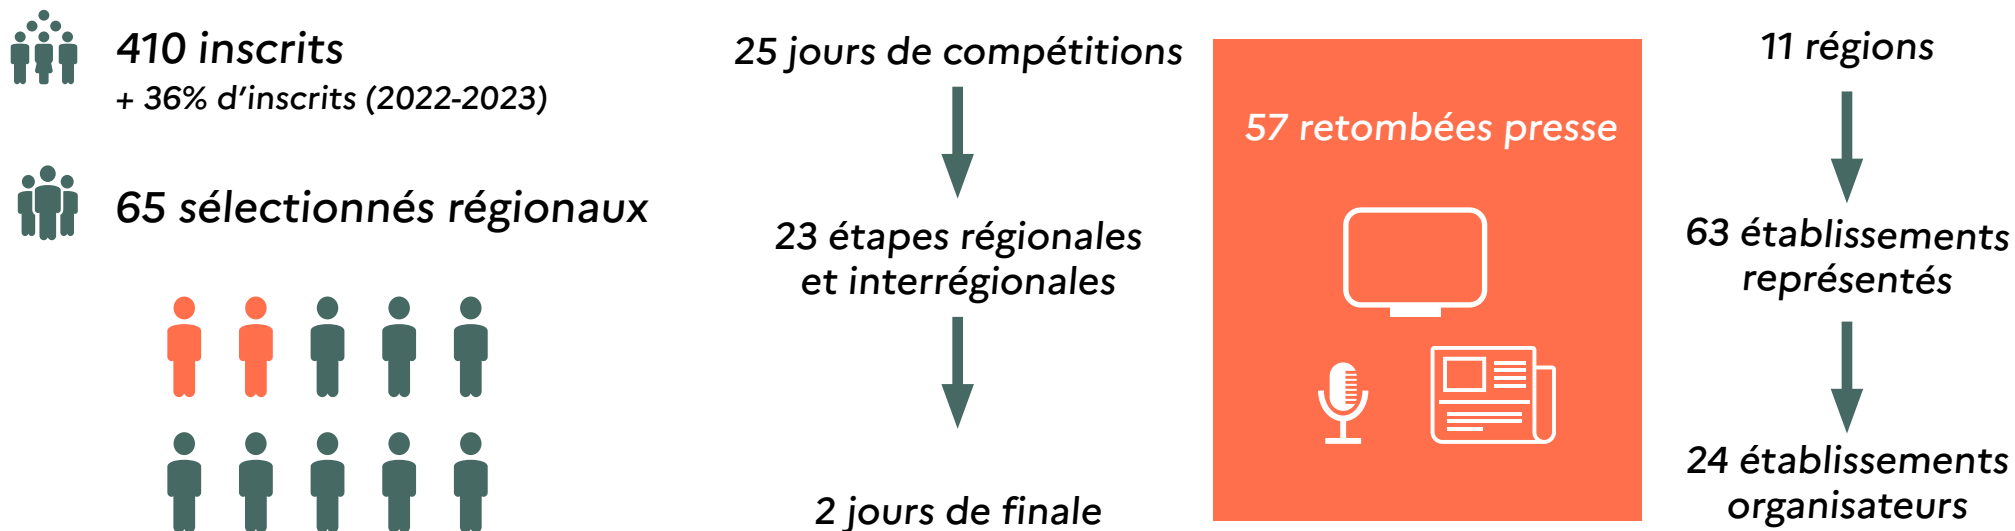 410 inscrits
+ 36% d’inscrits (2022-2023)
65 sélectionnés régionaux
25 jours de compétitions
23 étapes régionales
et interrégionales
2 jours de finale
57 retombées presse
11 régions
63 établissements
représentés
24 établissements
organisateurs